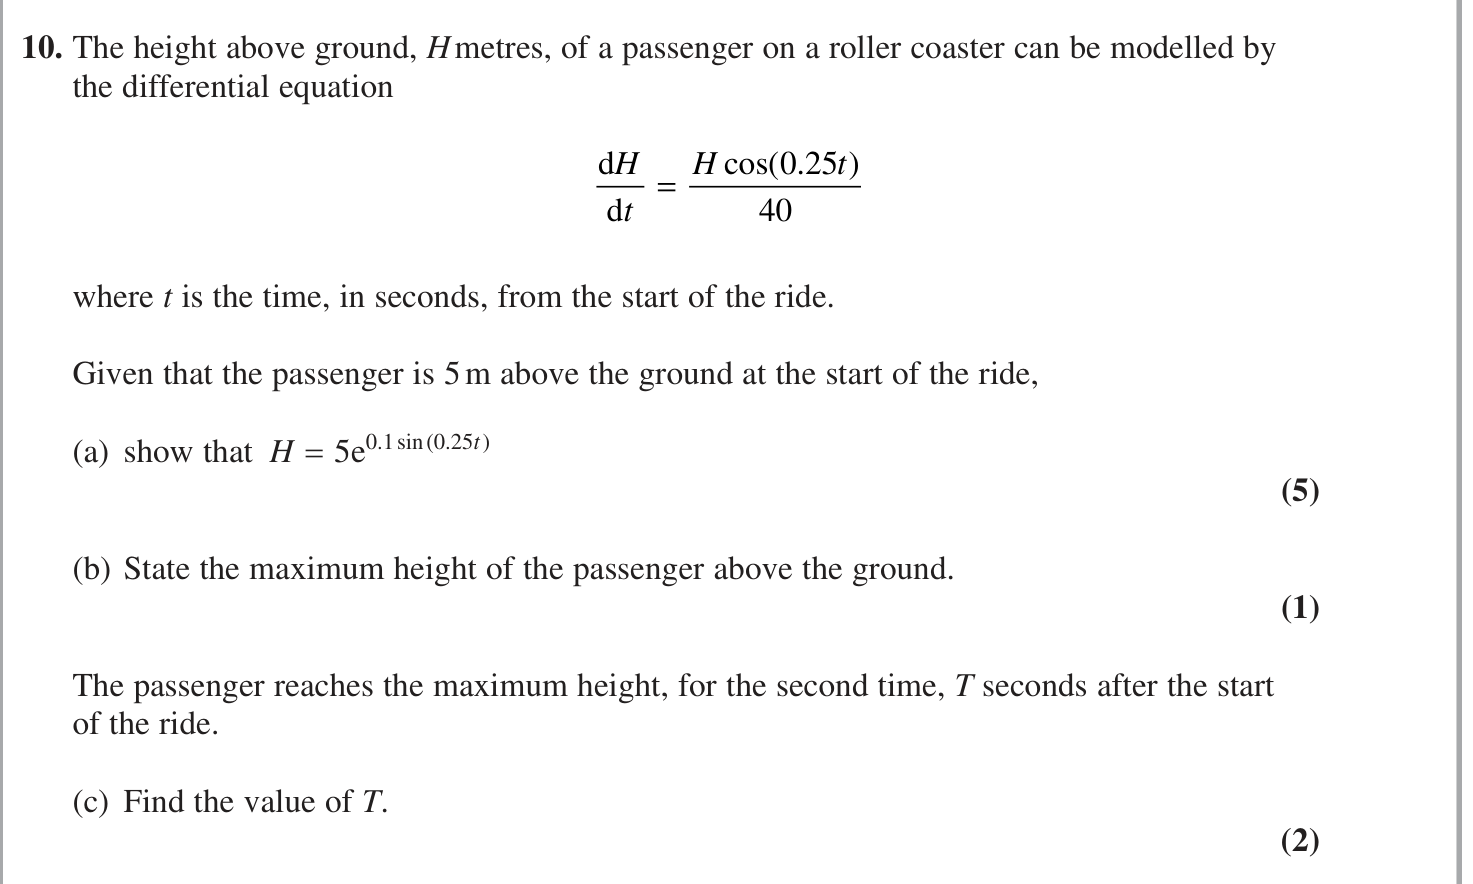 10. The height above ground, H metres, of a passenger on a roller coaster can be modelled by
the differential equation
dH/dt = H cos(0.25t)/40
where t is the time, in seconds, from the start of the ride.
Given that the passenger is 5 m above the ground at the start of the ride,
(a) show that H = 5e^{0.1 sin(0.25t)}
(5)
(b) State the maximum height of the passenger above the ground.
(1)
The passenger reaches the maximum height, for the second time, T seconds after the start
of the ride.
(c) Find the value of T.
(2)